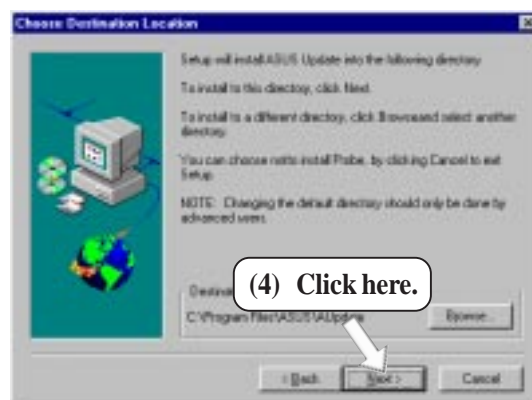 Choose Destination Location
Setup will install ASUS Update into the following directory.
To install to this directory, click Next.
To install to a different directory, click Browse and select another
directory.
You can choose not to install Probe, by clicking Cancel to exit
Setup.
NOTE: Changing the default directory should only be done by
advanced users.
(4) Click here.
C:\Program Files\ASUS\AUpdate
Browse...
< Back
Next >
Cancel